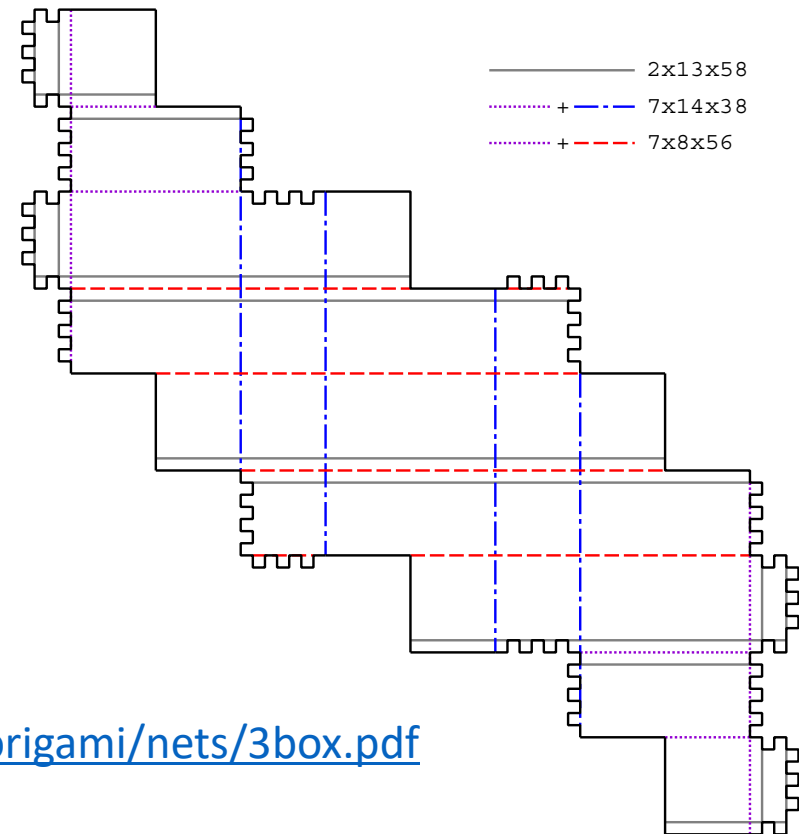 2x13x58
+ 7x14x38
+ 7x8x56
origami/nets/3box.pdf